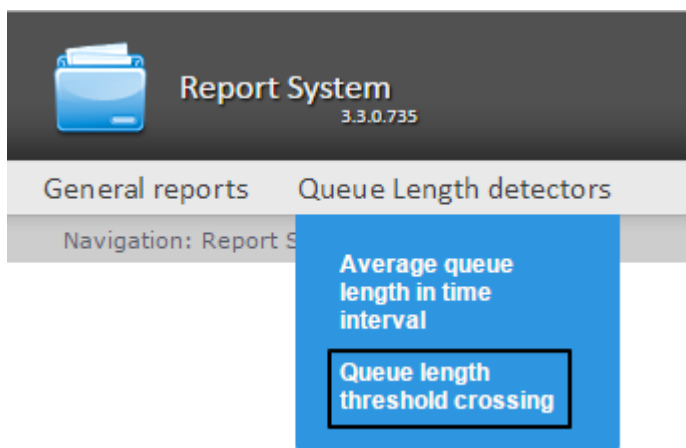 Report System
3.3.0.735
General reports
Queue Length detectors
Navigation: Report S
Average queue
length in time
interval
Queue length
threshold crossing